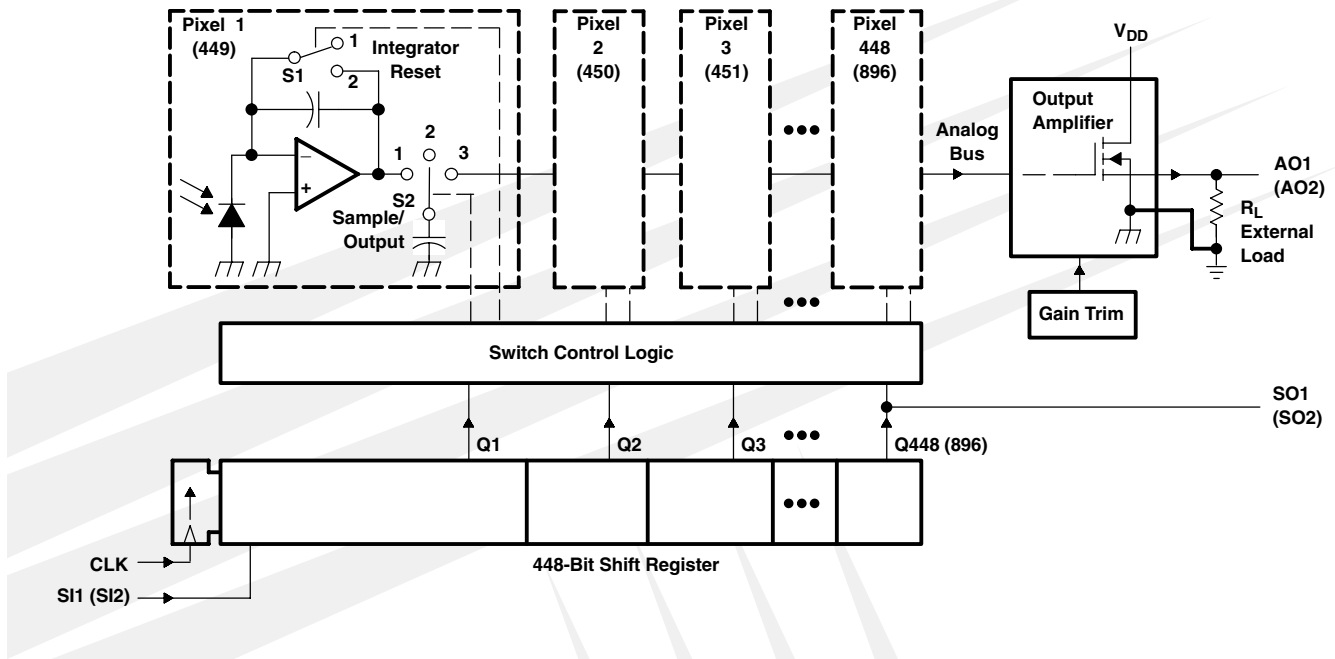 Pixel 1
(449)
1
Integrator
Reset
S1
2
−
+
1
2
3
S2
Sample/
Output
Pixel
2
(450)
Pixel
3
(451)
•••
Pixel
448
(896)
Analog
Bus
VDD
Output
Amplifier
AO1
(AO2)
RL
External
Load
Gain Trim
•••
Switch Control Logic
SO1
(SO2)
Q1
Q2
Q3
•••
Q448 (896)
•••
CLK
SI1 (SI2)
448-Bit Shift Register